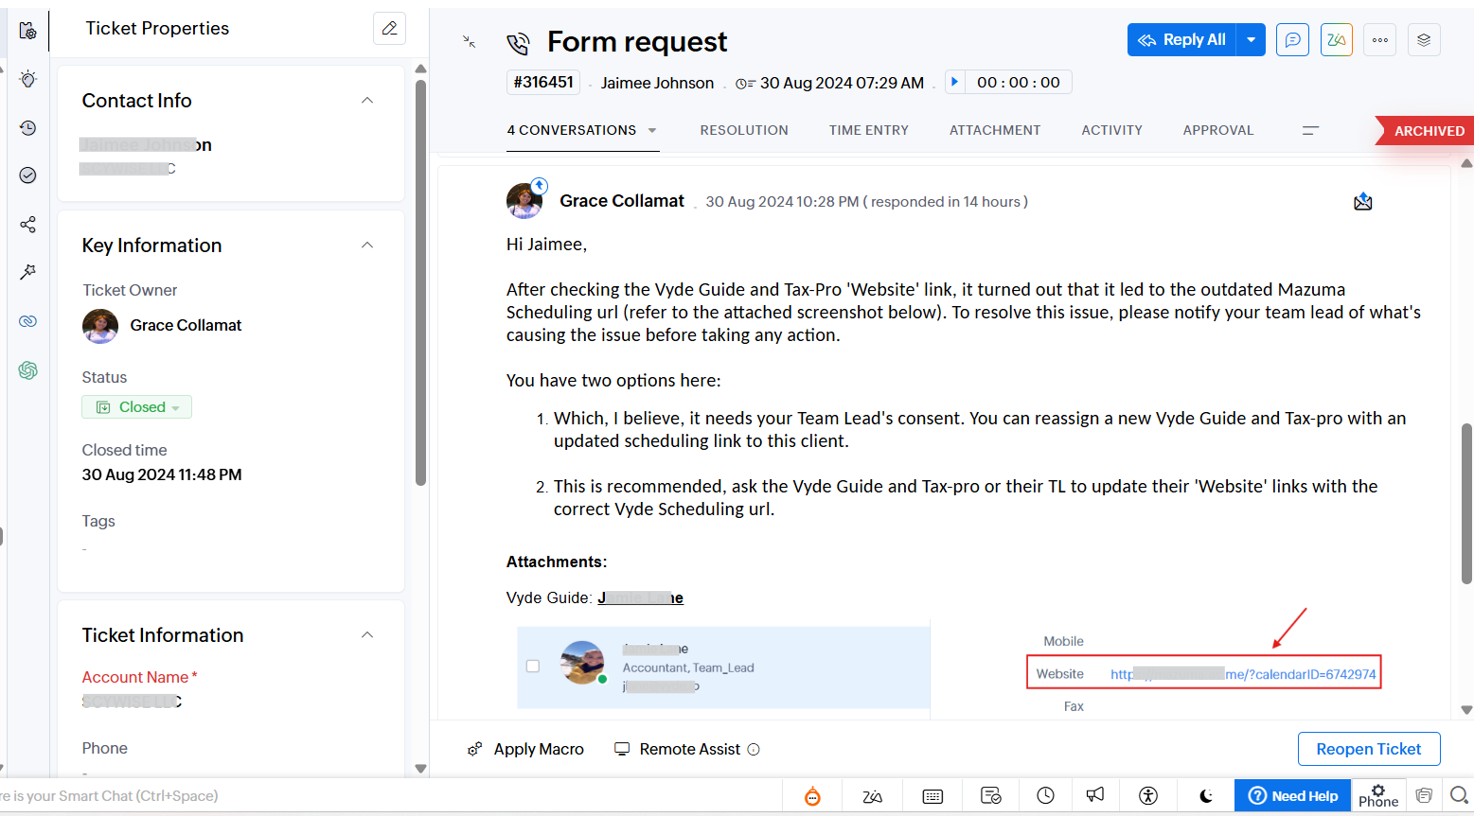 Ticket Properties
Contact Info
Jaimee Johnson
C
Key Information
Ticket Owner
Grace Collamat
Status
Closed
Closed time
30 Aug 2024 11:48 PM
Tags
-
Ticket Information
Account Name *
C
Phone
-
Form request
Reply All
#316451 . Jaimee Johnson . 30 Aug 2024 07:29 AM . 00 : 00 : 00
4 CONVERSATIONS RESOLUTION TIME ENTRY ATTACHMENT ACTIVITY APPROVAL
ARCHIVED
Grace Collamat . 30 Aug 2024 10:28 PM ( responded in 14 hours )
Hi Jaimee,
After checking the Vyde Guide and Tax-Pro 'Website' link, it turned out that it led to the outdated Mazuma
Scheduling url (refer to the attached screenshot below). To resolve this issue, please notify your team lead of what's
causing the issue before taking any action.
You have two options here:
1. Which, I believe, it needs your Team Lead's consent. You can reassign a new Vyde Guide and Tax-pro with an
updated scheduling link to this client.
2. This is recommended, ask the Vyde Guide and Tax-pro or their TL to update their 'Website' links with the
correct Vyde Scheduling url.
Attachments:
Vyde Guide:
Accountant, Team_Lead
Mobile
Website http me/?calendarID=6742974
Fax
Apply Macro Remote Assist
Reopen Ticket
re is your Smart Chat (Ctrl+Space)
Need Help
Phone